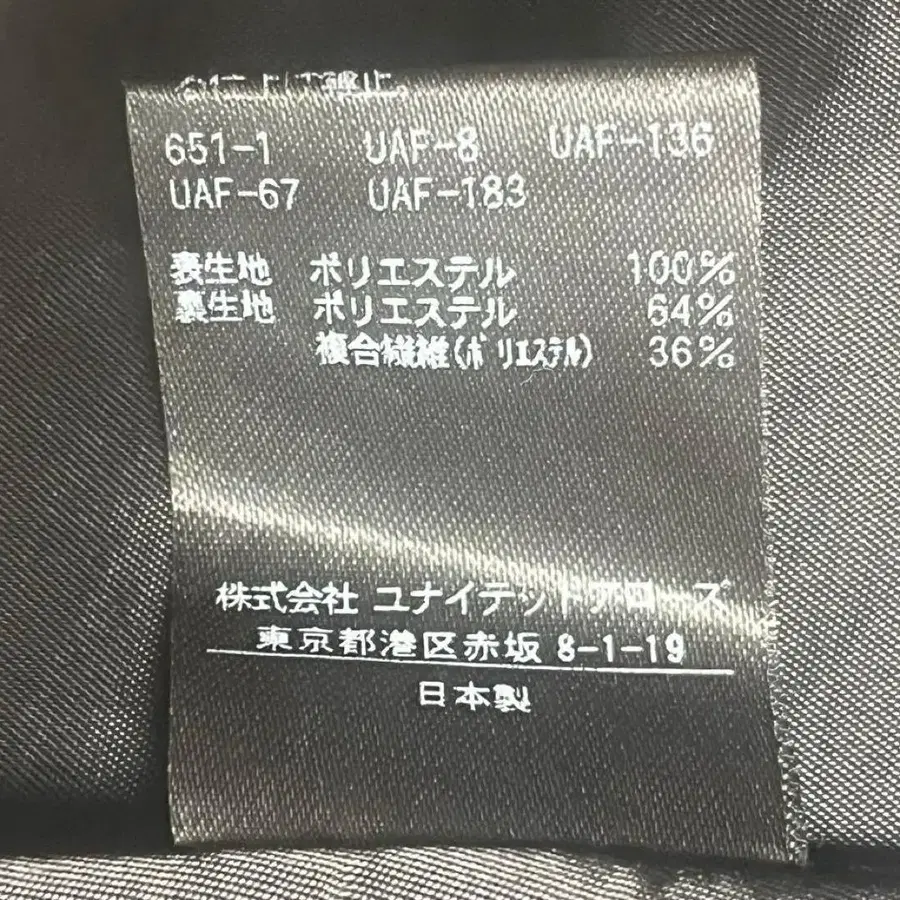 651-1 UAF-8 UAF-136
UAF-67 UAF-183
表生地 ポリエステル 100%
裏生地 ポリエステル 64%
複合繊維(ポリエステル) 36%
株式会社 ユナイテッドアローズ
東京都港区赤坂 8-1-19
日本製